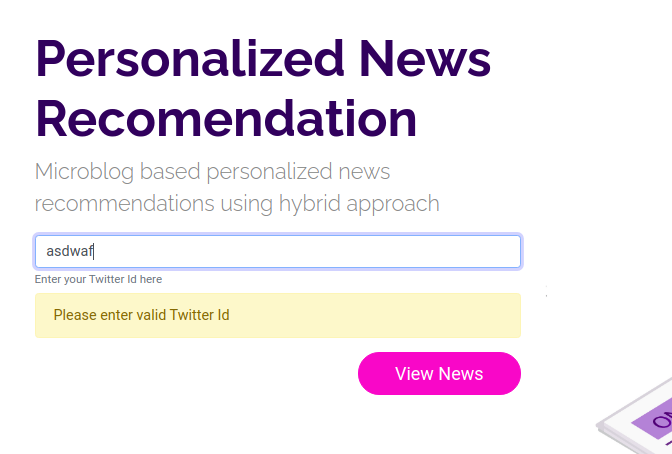 Personalized News
Recomendation
Microblog based personalized news
recommendations using hybrid approach
asdwaf
Enter your Twitter Id here
Please enter valid Twitter Id
View News